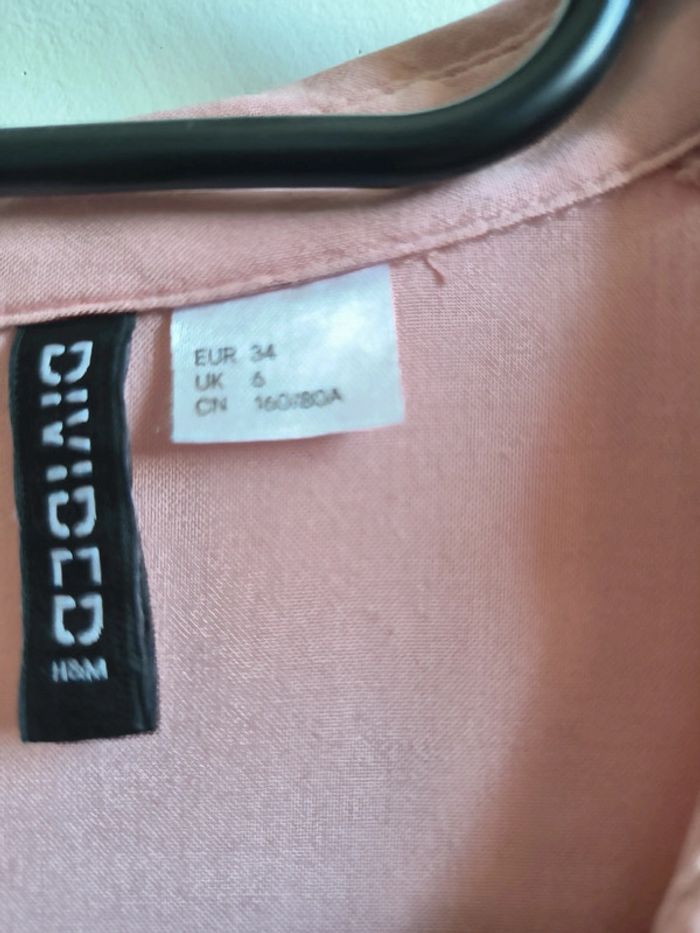 DIVIDED
H&M
EUR 34
UK 6
CN 160/80A